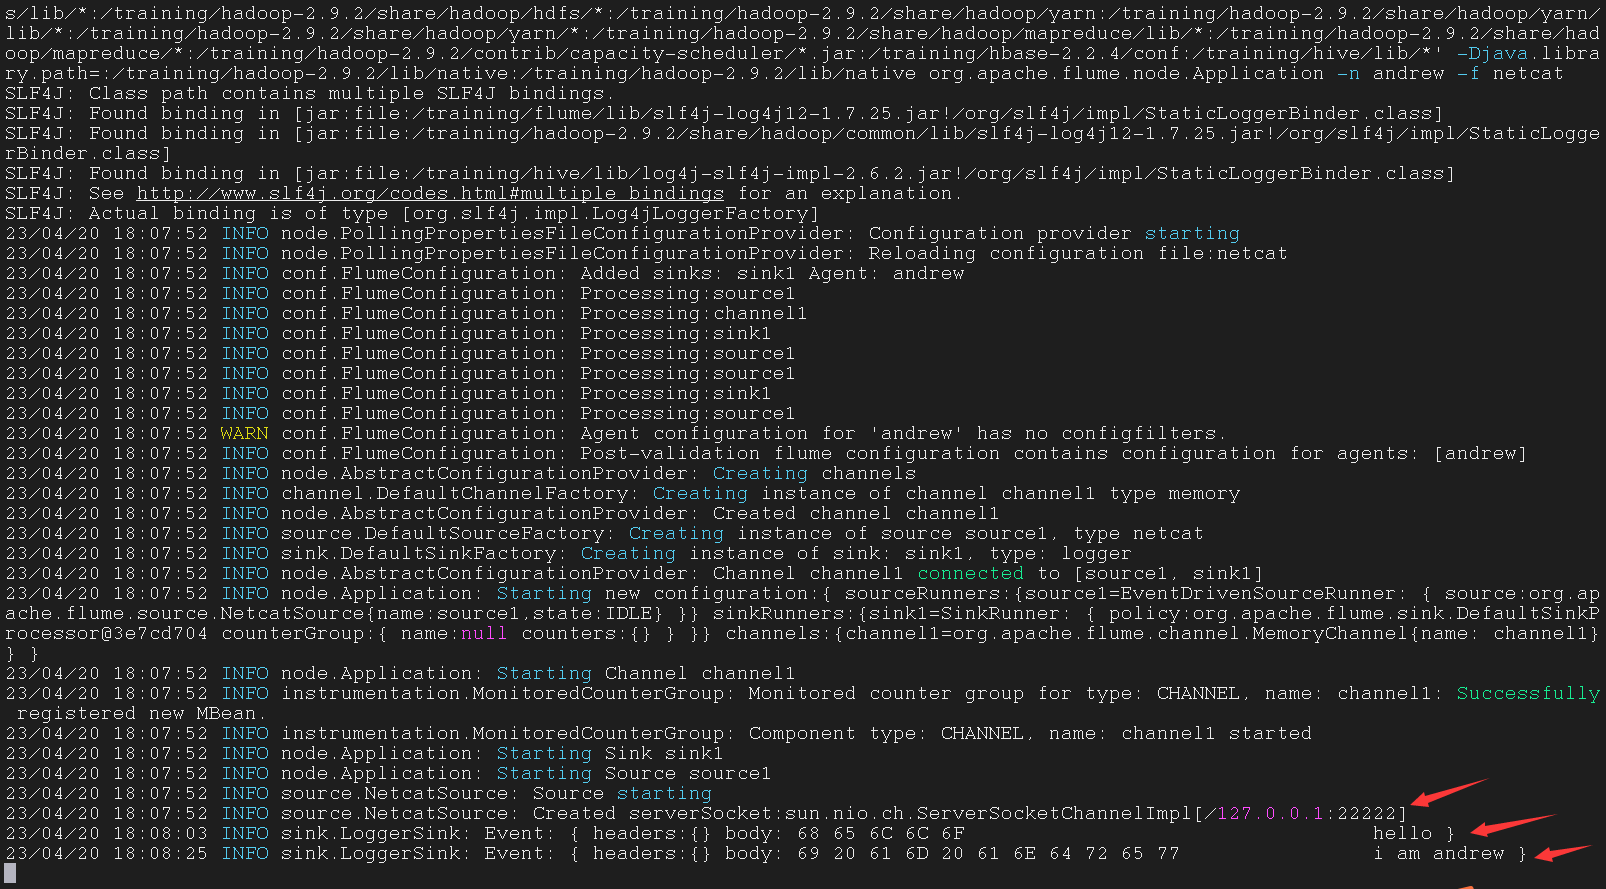 s/lib/*:/training/hadoop-2.9.2/share/hadoop/hdfs/*:/training/hadoop-2.9.2/share/hadoop/yarn:/training/hadoop-2.9.2/share/hadoop/yarn/
lib/*:/training/hadoop-2.9.2/share/hadoop/yarn/*:/training/hadoop-2.9.2/share/hadoop/mapreduce/lib/*:/training/hadoop-2.9.2/share/had
oop/mapreduce/*:/training/hadoop-2.9.2/contrib/capacity-scheduler/*.jar:/training/hbase-2.2.4/conf:/training/hive/lib/*' -Djava.libra
ry.path=:/training/hadoop-2.9.2/lib/native:/training/hadoop-2.9.2/lib/native org.apache.flume.node.Application -n andrew -f netcat
SLF4J: Class path contains multiple SLF4J bindings.
SLF4J: Found binding in [jar:file:/training/flume/lib/slf4j-log4j12-1.7.25.jar!/org/slf4j/impl/StaticLoggerBinder.class]
SLF4J: Found binding in [jar:file:/training/hadoop-2.9.2/share/hadoop/common/lib/slf4j-log4j12-1.7.25.jar!/org/slf4j/impl/StaticLogge
rBinder.class]
SLF4J: Found binding in [jar:file:/training/hive/lib/log4j-slf4j-impl-2.6.2.jar!/org/slf4j/impl/StaticLoggerBinder.class]
SLF4J: See http://www.slf4j.org/codes.html#multiple_bindings for an explanation.
SLF4J: Actual binding is of type [org.slf4j.impl.Log4jLoggerFactory]
23/04/20 18:07:52 INFO node.PollingPropertiesFileConfigurationProvider: Configuration provider starting
23/04/20 18:07:52 INFO node.PollingPropertiesFileConfigurationProvider: Reloading configuration file:netcat
23/04/20 18:07:52 INFO conf.FlumeConfiguration: Added sinks: sink1 Agent: andrew
23/04/20 18:07:52 INFO conf.FlumeConfiguration: Processing:source1
23/04/20 18:07:52 INFO conf.FlumeConfiguration: Processing:channel1
23/04/20 18:07:52 INFO conf.FlumeConfiguration: Processing:sink1
23/04/20 18:07:52 INFO conf.FlumeConfiguration: Processing:source1
23/04/20 18:07:52 INFO conf.FlumeConfiguration: Processing:source1
23/04/20 18:07:52 INFO conf.FlumeConfiguration: Processing:sink1
23/04/20 18:07:52 INFO conf.FlumeConfiguration: Processing:source1
23/04/20 18:07:52 WARN conf.FlumeConfiguration: Agent configuration for 'andrew' has no configfilters.
23/04/20 18:07:52 INFO conf.FlumeConfiguration: Post-validation flume configuration contains configuration for agents: [andrew]
23/04/20 18:07:52 INFO node.AbstractConfigurationProvider: Creating channels
23/04/20 18:07:52 INFO channel.DefaultChannelFactory: Creating instance of channel channel1 type memory
23/04/20 18:07:52 INFO node.AbstractConfigurationProvider: Created channel channel1
23/04/20 18:07:52 INFO source.DefaultSourceFactory: Creating instance of source source1, type netcat
23/04/20 18:07:52 INFO sink.DefaultSinkFactory: Creating instance of sink: sink1, type: logger
23/04/20 18:07:52 INFO node.AbstractConfigurationProvider: Channel channel1 connected to [source1, sink1]
23/04/20 18:07:52 INFO node.Application: Starting new configuration:{ sourceRunners:{source1=EventDrivenSourceRunner: { source:org.ap
ache.flume.source.NetcatSource{name:source1,state:IDLE} }} sinkRunners:{sink1=SinkRunner: { policy:org.apache.flume.sink.DefaultSinkP
rocessor@3e7cd704 counterGroup:{ name:null counters:{} } }} channels:{channel1=org.apache.flume.channel.MemoryChannel{name: channel1}
} }
23/04/20 18:07:52 INFO node.Application: Starting Channel channel1
23/04/20 18:07:52 INFO instrumentation.MonitoredCounterGroup: Monitored counter group for type: CHANNEL, name: channel1: Successfully
 registered new MBean.
23/04/20 18:07:52 INFO instrumentation.MonitoredCounterGroup: Component type: CHANNEL, name: channel1 started
23/04/20 18:07:52 INFO node.Application: Starting Sink sink1
23/04/20 18:07:52 INFO node.Application: Starting Source source1
23/04/20 18:07:52 INFO source.NetcatSource: Source starting
23/04/20 18:07:52 INFO source.NetcatSource: Created serverSocket:sun.nio.ch.ServerSocketChannelImpl[/127.0.0.1:22222]
23/04/20 18:08:03 INFO sink.LoggerSink: Event: { headers:{} body: 68 65 6C 6C 6F hello }
23/04/20 18:08:25 INFO sink.LoggerSink: Event: { headers:{} body: 69 20 61 6D 20 61 6E 64 72 65 77 i am andrew }